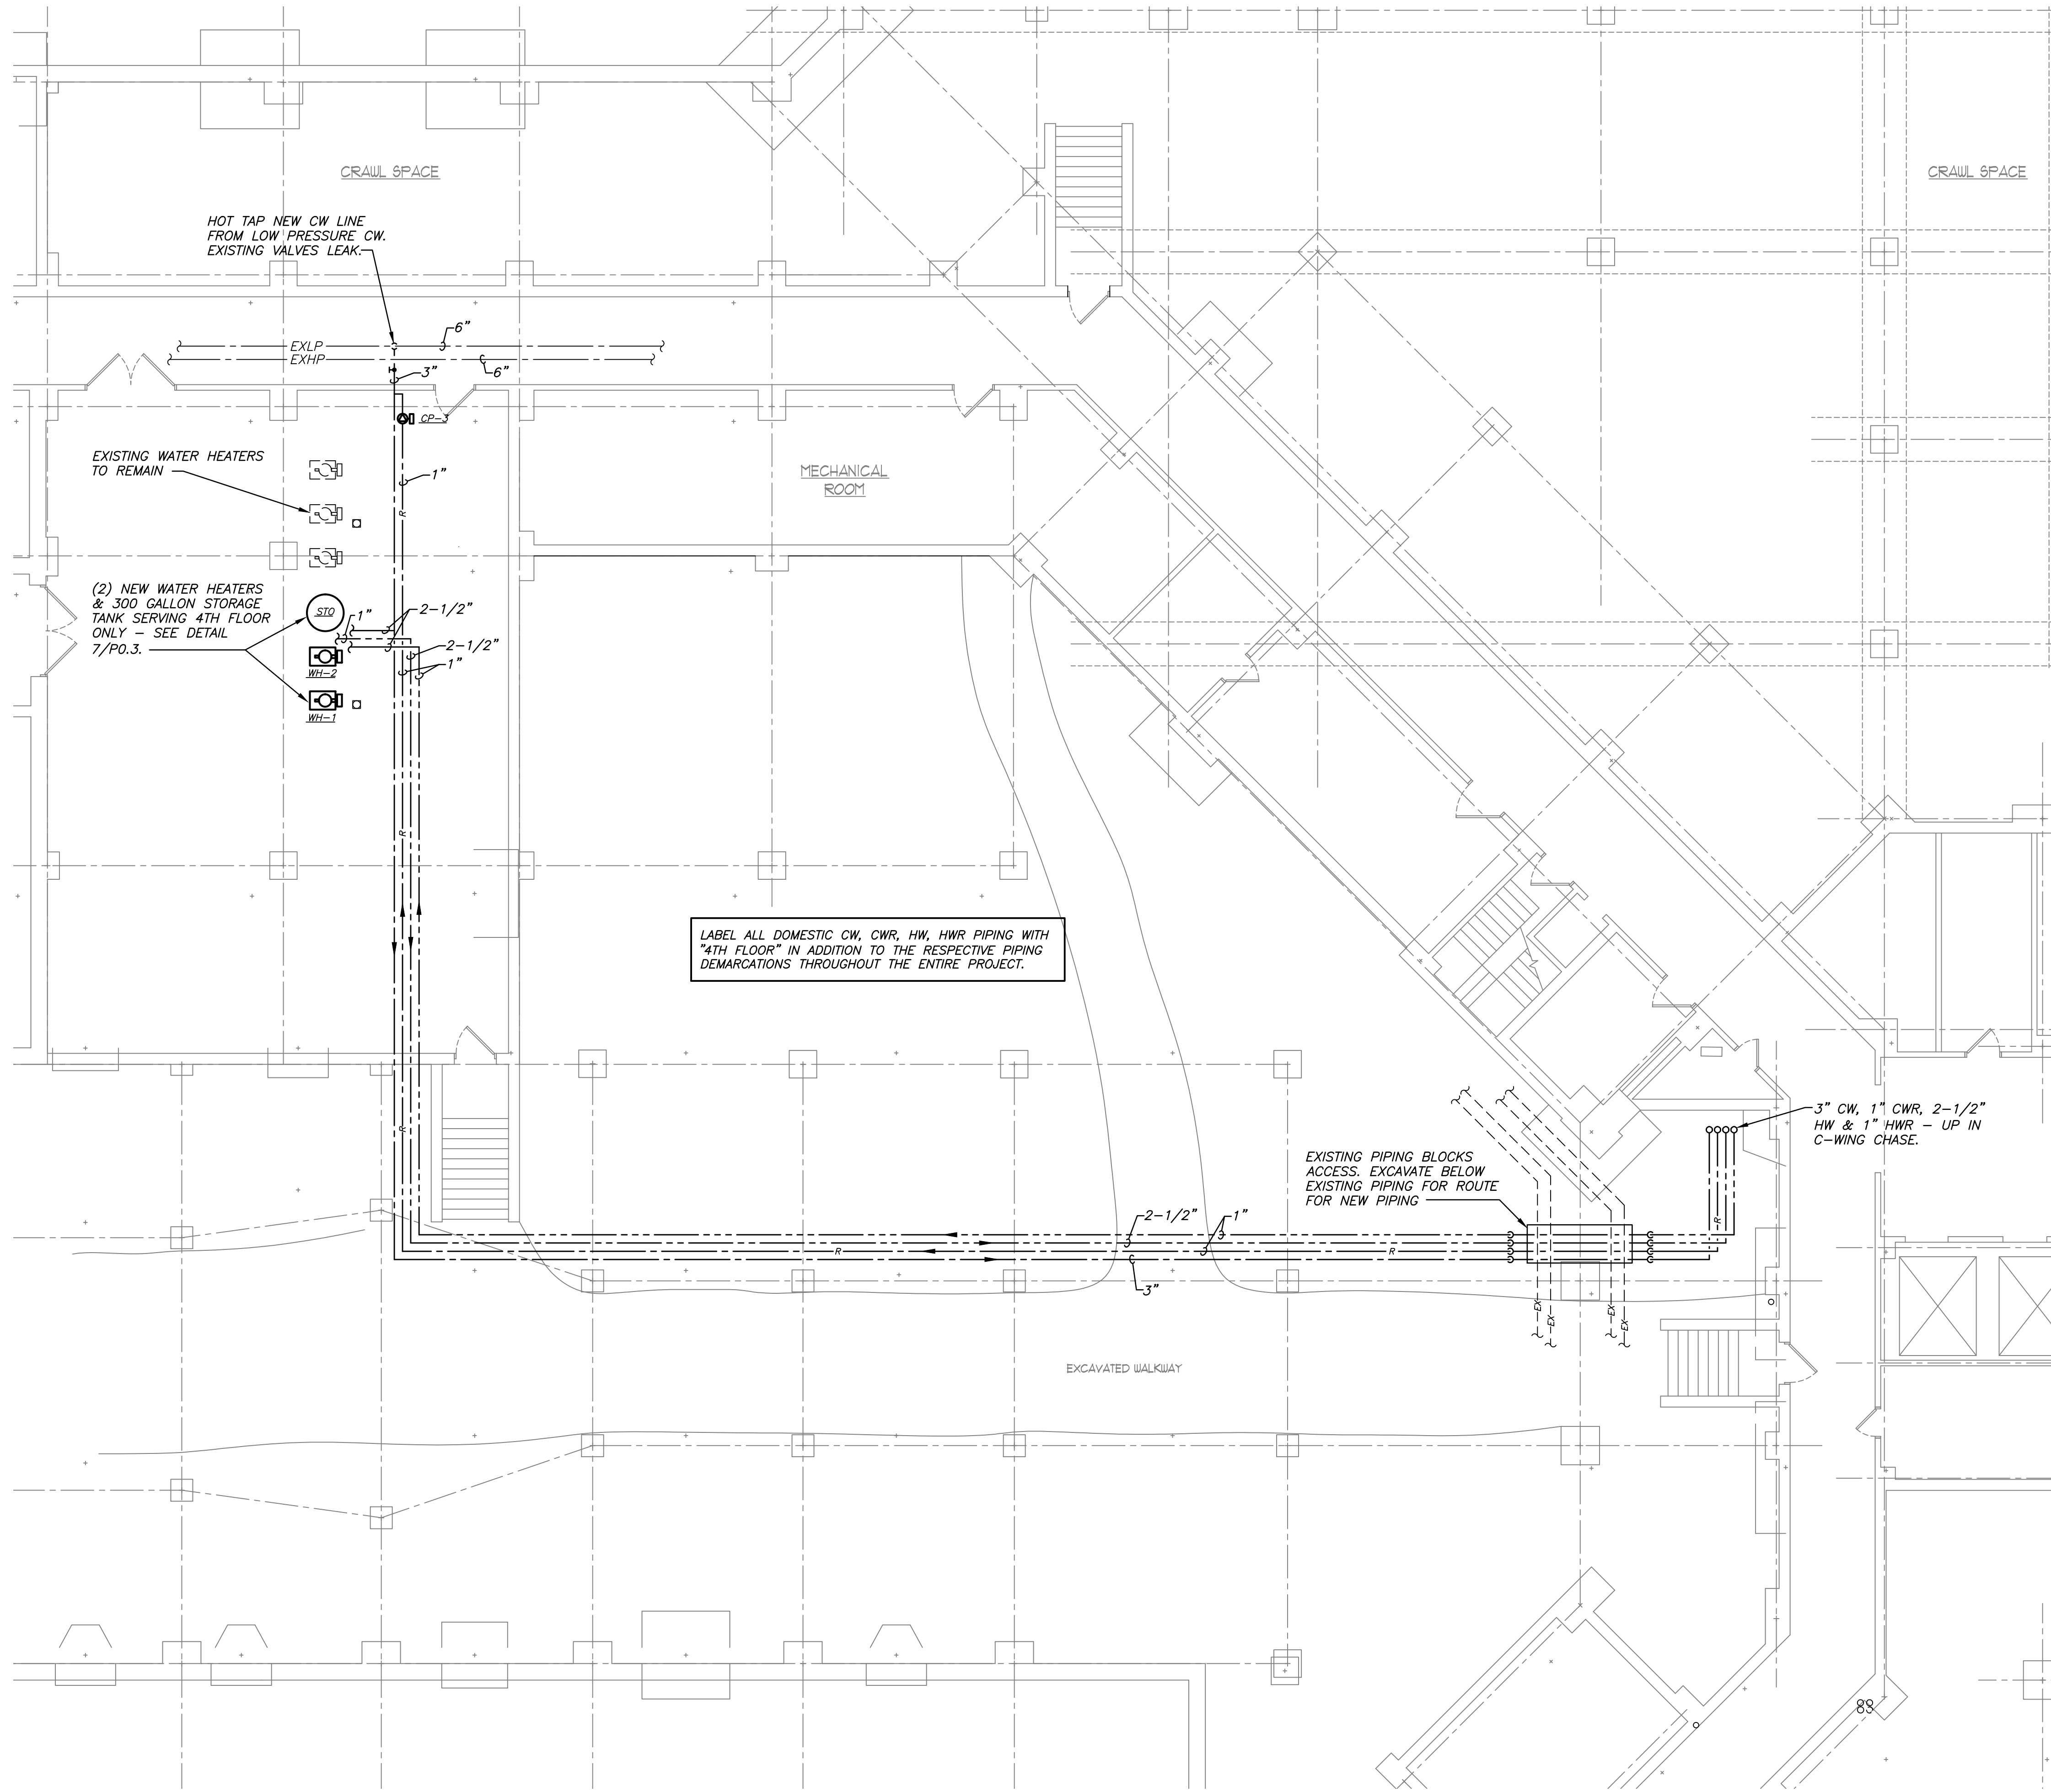 CRAWL SPACE
CRAWL SPACE
HOT TAP NEW CW LINE
FROM LOW PRESSURE CW.
EXISTING VALVES LEAK.
6"
EXLP
EXHP
6"
3"
CP-3
EXISTING WATER HEATERS
TO REMAIN
1"
MECHANICAL
ROOM
R
(2) NEW WATER HEATERS
& 300 GALLON STORAGE
TANK SERVING 4TH FLOOR
ONLY - SEE DETAIL
7/P0.3.
STO
1"
2-1/2"
2-1/2"
1"
WH-2
WH-1
R
LABEL ALL DOMESTIC CW, CWR, HW, HWR PIPING WITH
"4TH FLOOR" IN ADDITION TO THE RESPECTIVE PIPING
DEMARCATIONS THROUGHOUT THE ENTIRE PROJECT.
R
3" CW, 1" CWR, 2-1/2"
HW & 1" HWR - UP IN
C-WING CHASE.
EXISTING PIPING BLOCKS
ACCESS. EXCAVATE BELOW
EXISTING PIPING FOR ROUTE
FOR NEW PIPING
2-1/2"
1"
R
R
R
3"
EX
EX
EX
EX
EXCAVATED WALKWAY